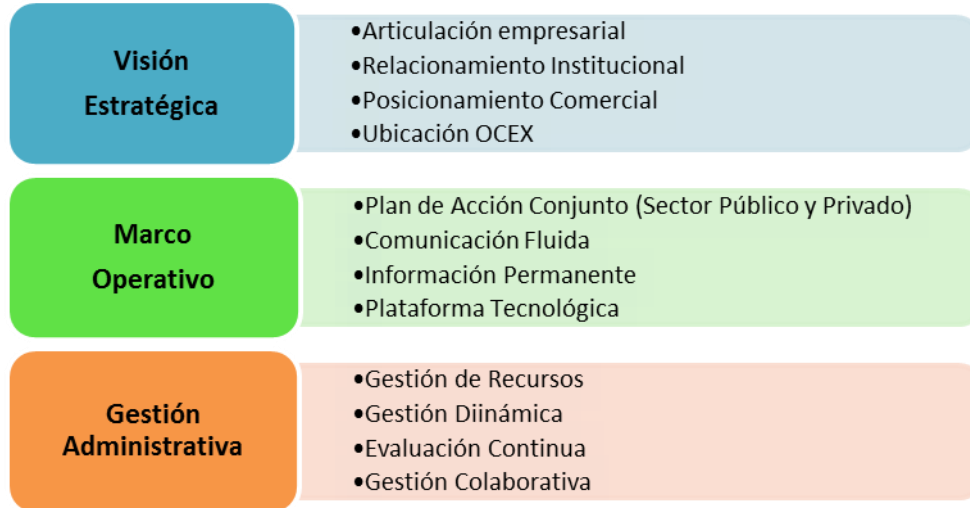 Visión
Estratégica
•Articulación empresarial
•Relacionamiento Institucional
•Posicionamiento Comercial
•Ubicación OCEX
Marco
Operativo
•Plan de Acción Conjunto (Sector Público y Privado)
•Comunicación Fluida
•Información Permanente
•Plataforma Tecnológica
Gestión
Administrativa
•Gestión de Recursos
•Gestión Diinámica
•Evaluación Continua
•Gestión Colaborativa